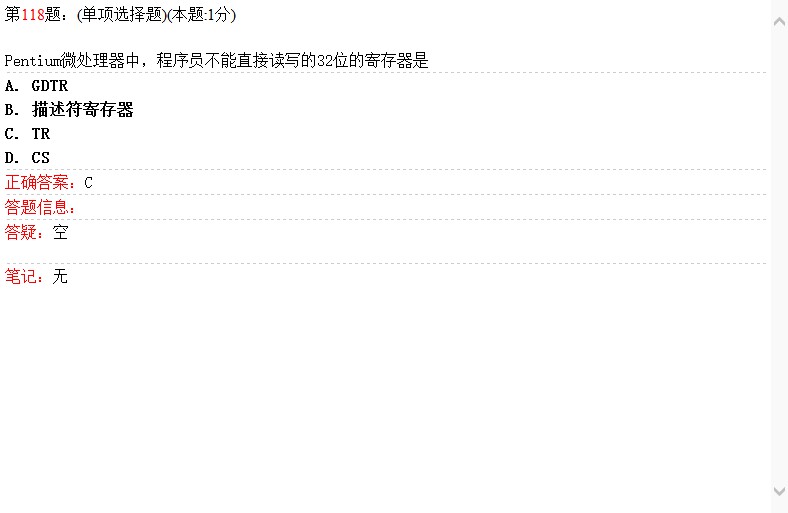 第118题：(单项选择题)(本题:1分)
Pentium微处理器中，程序员不能直接读写的32位的寄存器是
A. GDTR
B. 描述符寄存器
C. TR
D. CS
正确答案：C
答题信息：
答疑：空
笔记：无